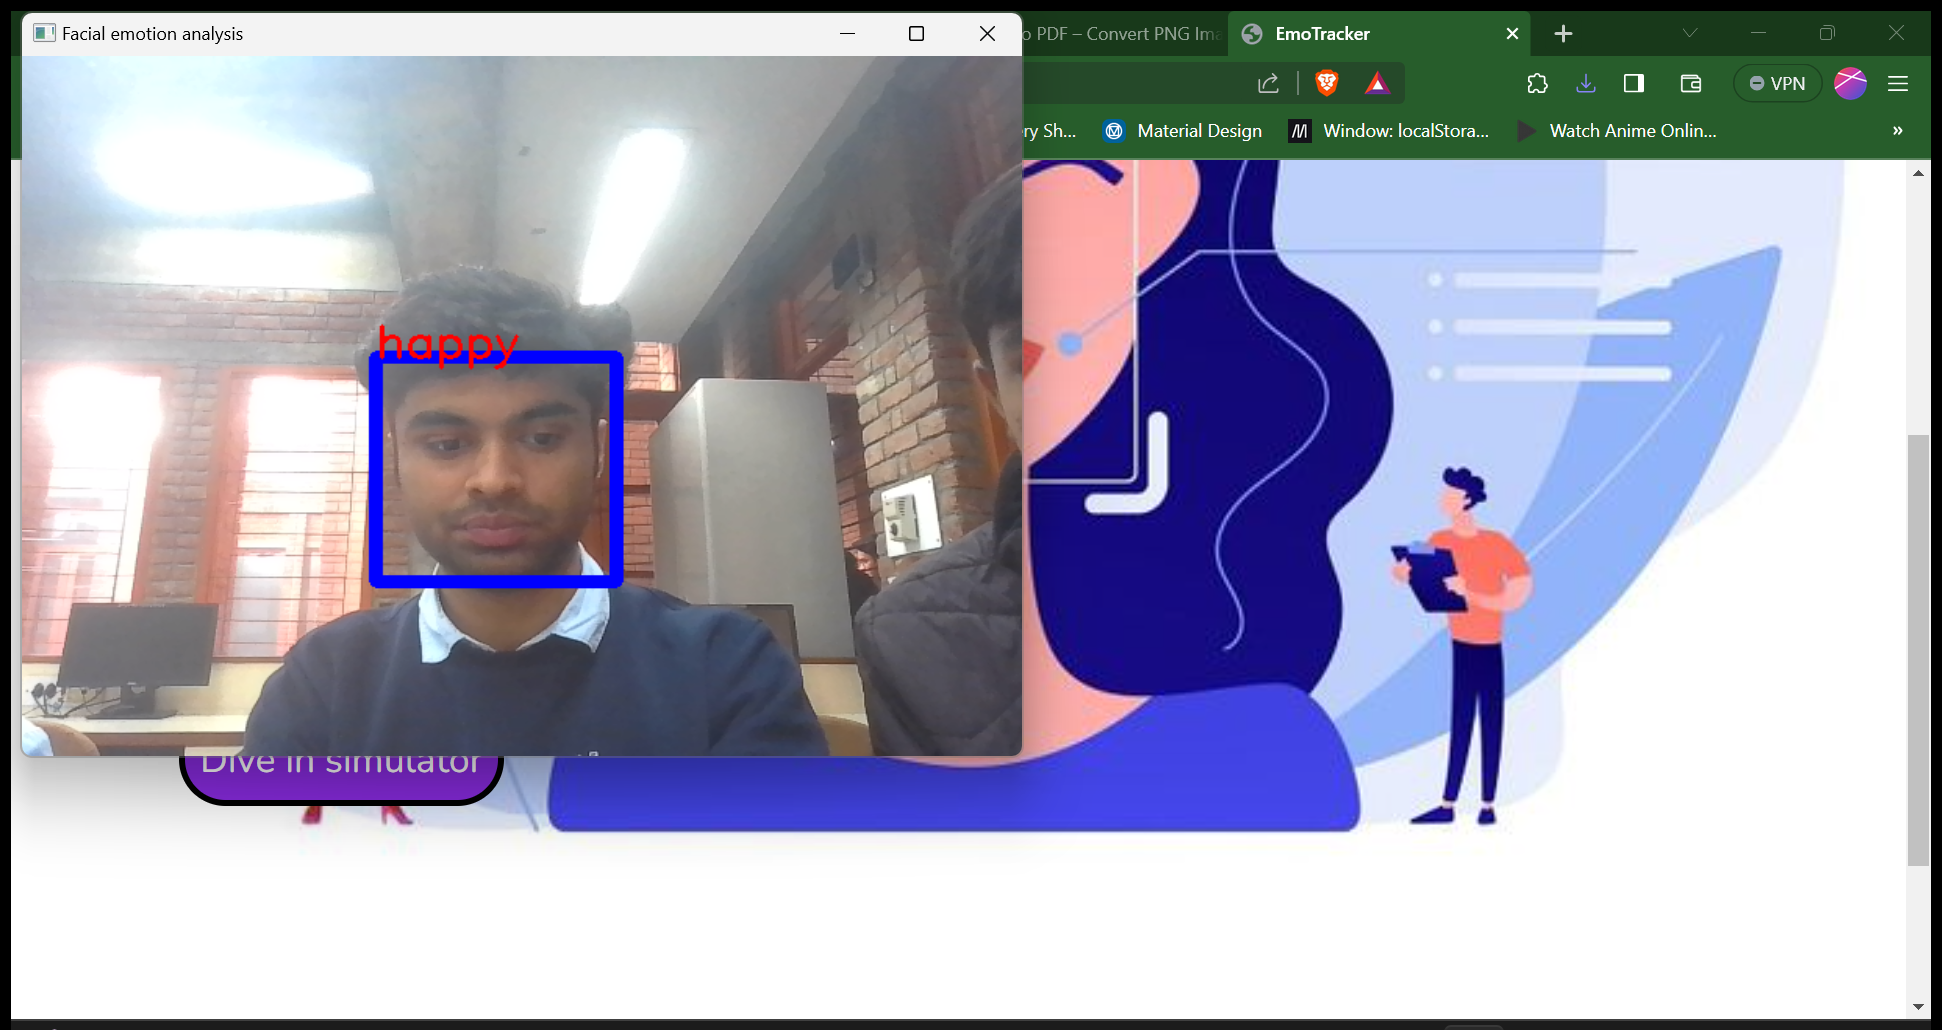 Facial emotion analysis
o PDF – Convert PNG Ima
EmoTracker
VPN
ery Sh...
Material Design
Window: localStora...
Watch Anime Onlin...
»
happy
Dive in simulator